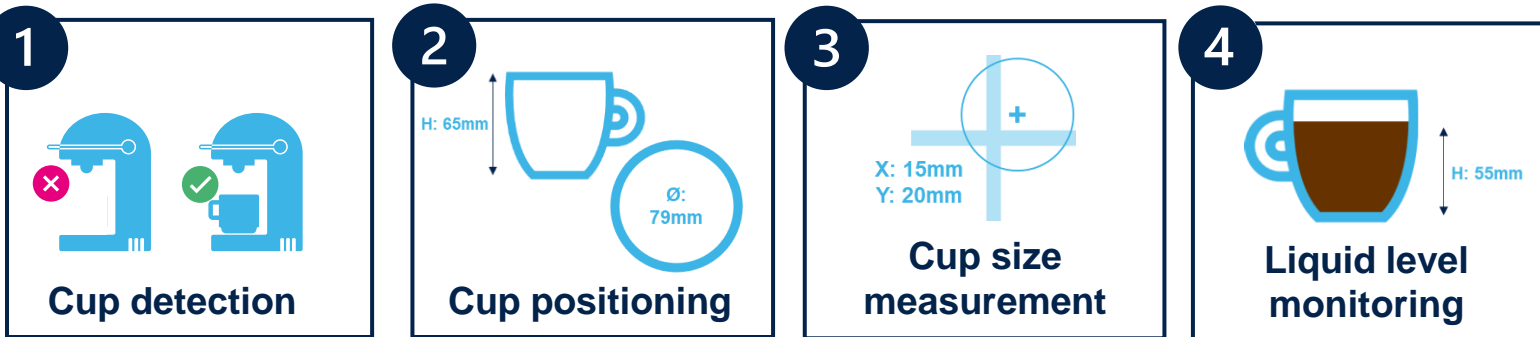 1
Cup detection
2
H: 65mm
Ø:
79mm
Cup positioning
3
X: 15mm
Y: 20mm
Cup size
measurement
4
H: 55mm
Liquid level
monitoring